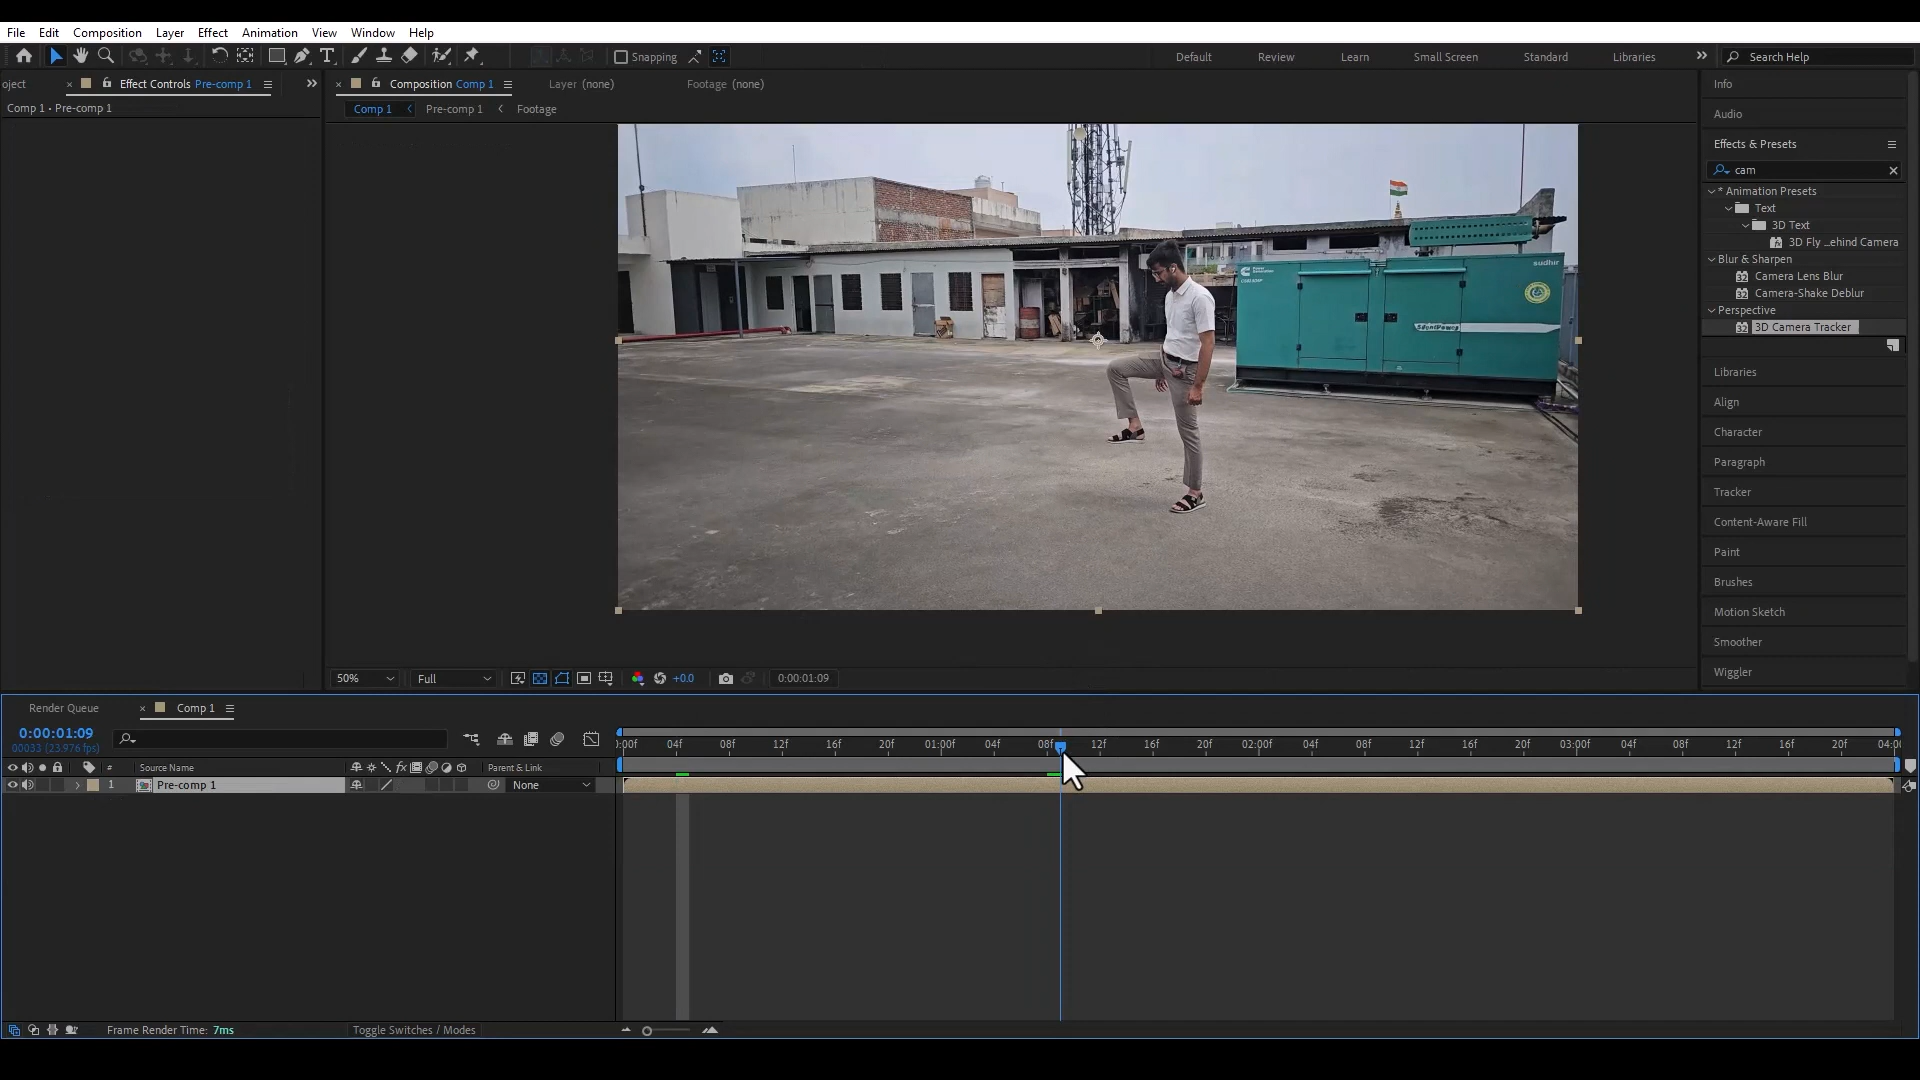 File Edit Composition Layer Effect Animation View Window Help
Snapping
Default Review Learn Small Screen Standard Libraries
Search Help
oject Effect Controls Pre-comp 1
Comp 1 • Pre-comp 1
Composition Comp 1
Layer (none)
Footage (none)
Comp 1 Pre-comp 1 Footage
sudhir
SilentPower
50%
Full
+0.0
0:00:01:09
Info
Audio
Effects & Presets
cam
* Animation Presets
Text
3D Text
3D Fly ...ehind Camera
Blur & Sharpen
Camera Lens Blur
Camera-Shake Deblur
Perspective
3D Camera Tracker
Libraries
Align
Character
Paragraph
Tracker
Content-Aware Fill
Paint
Brushes
Motion Sketch
Smoother
Wiggler
Render Queue
Comp 1
0:00:01:09
00033 (23.976 fps)
# Source Name
fx
Parent & Link
1 Pre-comp 1
None
:00f 04f 08f 12f 16f 20f 01:00f 04f 08f 12f 16f 20f 02:00f 04f 08f 12f 16f 20f 03:00f 04f 08f 12f 16f 20f 04:0
Frame Render Time: 7ms
Toggle Switches / Modes